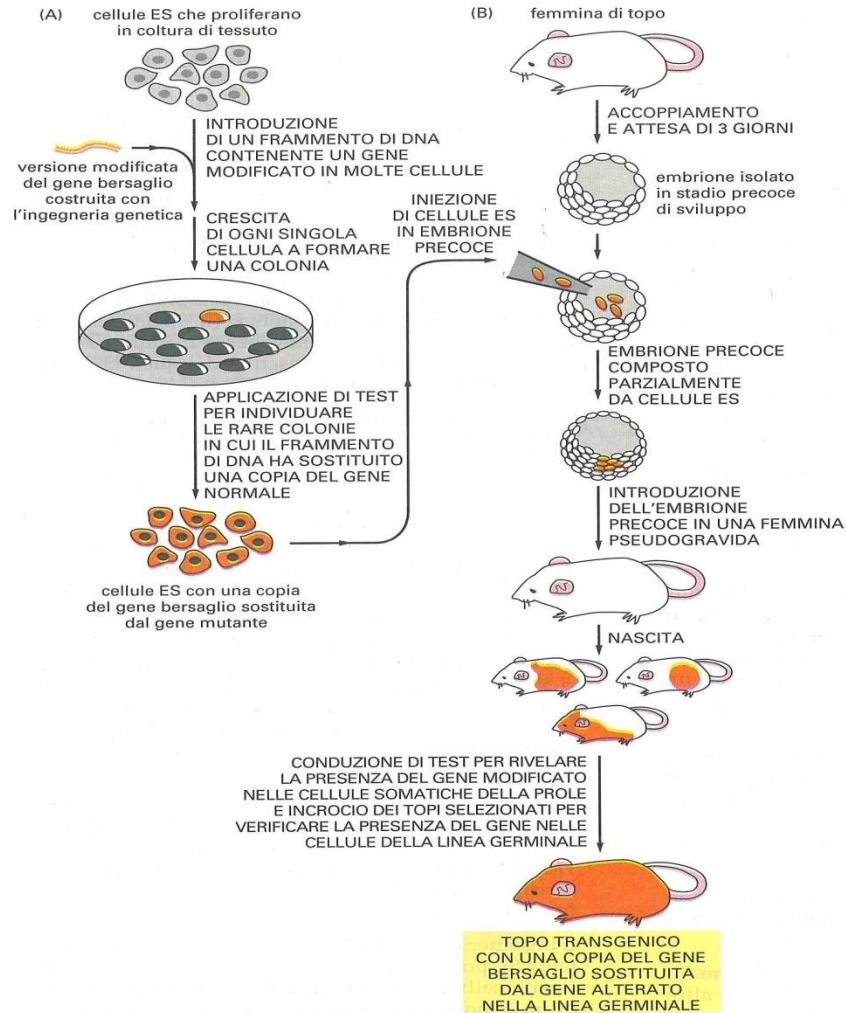 (A)
cellule ES che proliferano
in coltura di tessuto
INTRODUZIONE
DI UN FRAMMENTO DI DNA
CONTENENTE UN GENE
MODIFICATO IN MOLTE CELLULE
versione modificata
del gene bersaglio
costruita con
l'ingegneria genetica
CRESCITA
DI OGNI SINGOLA
CELLULA A FORMARE
UNA COLONIA
APPLICAZIONE DI TEST
PER INDIVIDUARE
LE RARE COLONIE
IN CUI IL FRAMMENTO
DI DNA HA SOSTITUITO
UNA COPIA DEL GENE
NORMALE
cellule ES con una copia
del gene bersaglio sostituita
dal gene mutante
(B)
femmina di topo
ACCOPPIAMENTO
E ATTESA DI 3 GIORNI
embrione isolato
in stadio precoce
di sviluppo
INIEZIONE
DI CELLULE ES
IN EMBRIONE
PRECOCE
EMBRIONE PRECOCE
COMPOSTO
PARZIALMENTE
DA CELLULE ES
INTRODUZIONE
DELL'EMBRIONE
PRECOCE IN UNA FEMMINA
PSEUDOGRAVIDA
NASCITA
CONDUZIONE DI TEST PER RIVELARE
LA PRESENZA DEL GENE MODIFICATO
NELLE CELLULE SOMATICHE DELLA PROLE
E INCROCIO DEI TOPI SELEZIONATI PER
VERIFICARE LA PRESENZA DEL GENE NELLE
CELLULE DELLA LINEA GERMINALE
TOPO TRANSGENICO
CON UNA COPIA DEL GENE
BERSAGLIO SOSTITUITA
DAL GENE ALTERATO
NELLA LINEA GERMINALE